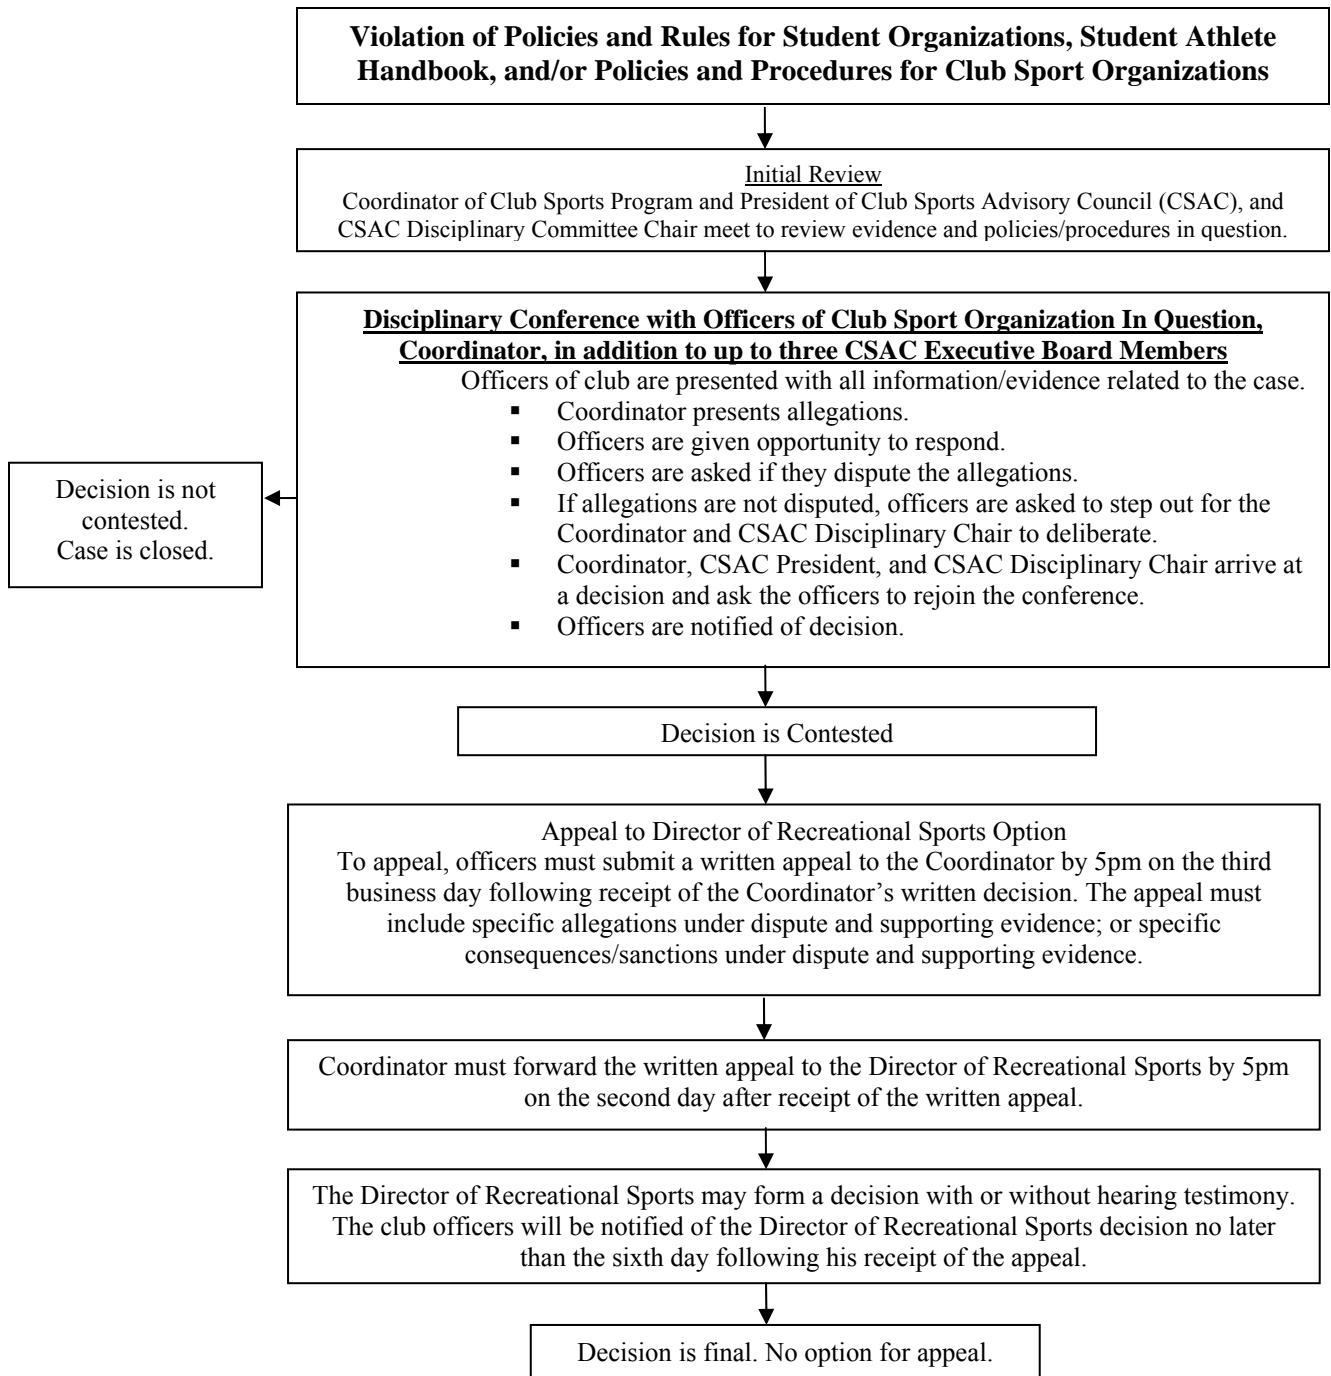 Violation of Policies and Rules for Student Organizations, Student Athlete
Handbook, and/or Policies and Procedures for Club Sport Organizations
Initial Review
Coordinator of Club Sports Program and President of Club Sports Advisory Council (CSAC), and
CSAC Disciplinary Committee Chair meet to review evidence and policies/procedures in question.
Disciplinary Conference with Officers of Club Sport Organization In Question,
Coordinator, in addition to up to three CSAC Executive Board Members
Officers of club are presented with all information/evidence related to the case.
▪ Coordinator presents allegations.
▪ Officers are given opportunity to respond.
▪ Officers are asked if they dispute the allegations.
▪ If allegations are not disputed, officers are asked to step out for the
Coordinator and CSAC Disciplinary Chair to deliberate.
▪ Coordinator, CSAC President, and CSAC Disciplinary Chair arrive at
a decision and ask the officers to rejoin the conference.
▪ Officers are notified of decision.
Decision is not
contested.
Case is closed.
Decision is Contested
Appeal to Director of Recreational Sports Option
To appeal, officers must submit a written appeal to the Coordinator by 5pm on the third
business day following receipt of the Coordinator’s written decision. The appeal must
include specific allegations under dispute and supporting evidence; or specific
consequences/sanctions under dispute and supporting evidence.
Coordinator must forward the written appeal to the Director of Recreational Sports by 5pm
on the second day after receipt of the written appeal.
The Director of Recreational Sports may form a decision with or without hearing testimony.
The club officers will be notified of the Director of Recreational Sports decision no later
than the sixth day following his receipt of the appeal.
Decision is final. No option for appeal.